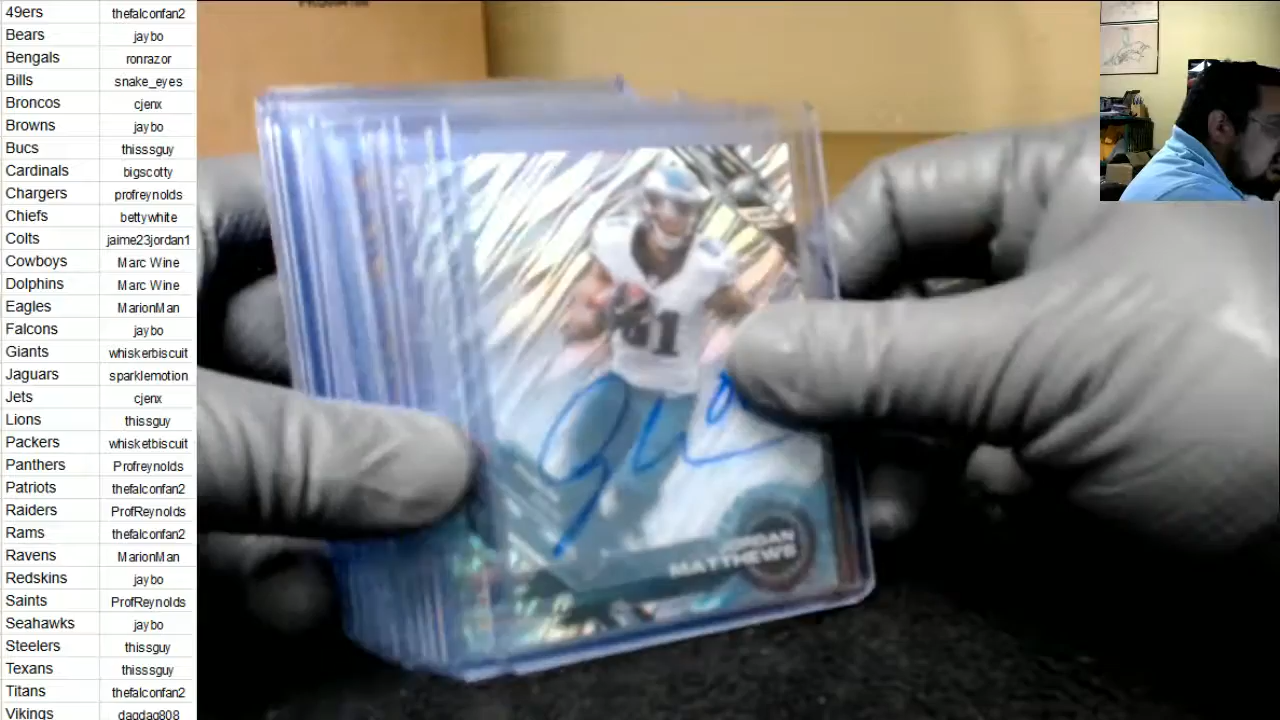 49ers thefalconfan2
Bears jaybo
Bengals ronrazor
Bills snake_eyes
Broncos cjenx
Browns jaybo
Bucs thisssguy
Cardinals bigscotty
Chargers profreynolds
Chiefs bettywhite
Colts jaime23jordan1
Cowboys Marc Wine
Dolphins Marc Wine
Eagles MarionMan
Falcons jaybo
Giants whiskerbiscuit
Jaguars sparklemotion
Jets cjenx
Lions thissguy
Packers whisketbiscuit
Panthers Profreynolds
Patriots thefalconfan2
Raiders ProfReynolds
Rams thefalconfan2
Ravens MarionMan
Redskins jaybo
Saints ProfReynolds
Seahawks jaybo
Steelers thissguy
Texans thisssguy
Titans thefalconfan2
Vikings dagdag808
81
JORDAN
MATTHEWS